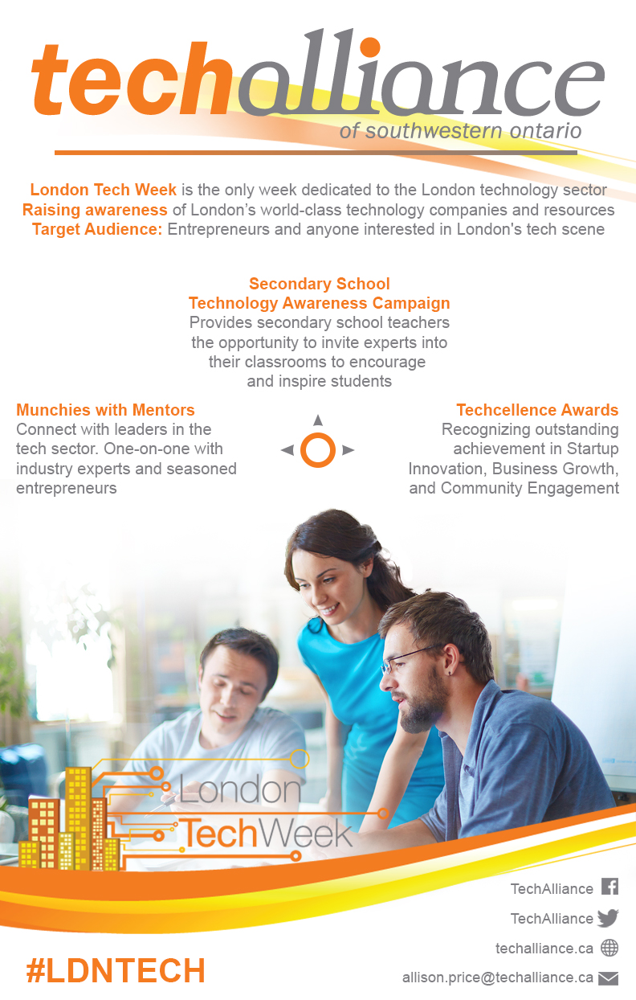 techalliance
of southwestern ontario
London Tech Week is the only week dedicated to the London technology sector
Raising awareness of London’s world-class technology companies and resources
Target Audience: Entrepreneurs and anyone interested in London's tech scene
Secondary School
Technology Awareness Campaign
Provides secondary school teachers
the opportunity to invite experts into
their classrooms to encourage
and inspire students
Munchies with Mentors
Connect with leaders in the
tech sector. One-on-one with
industry experts and seasoned
entrepreneurs
Techcellence Awards
Recognizing outstanding
achievement in Startup
Innovation, Business Growth,
and Community Engagement
London
TechWeek
TechAlliance
TechAlliance
techalliance.ca
allison.price@techalliance.ca
#LDNTECH